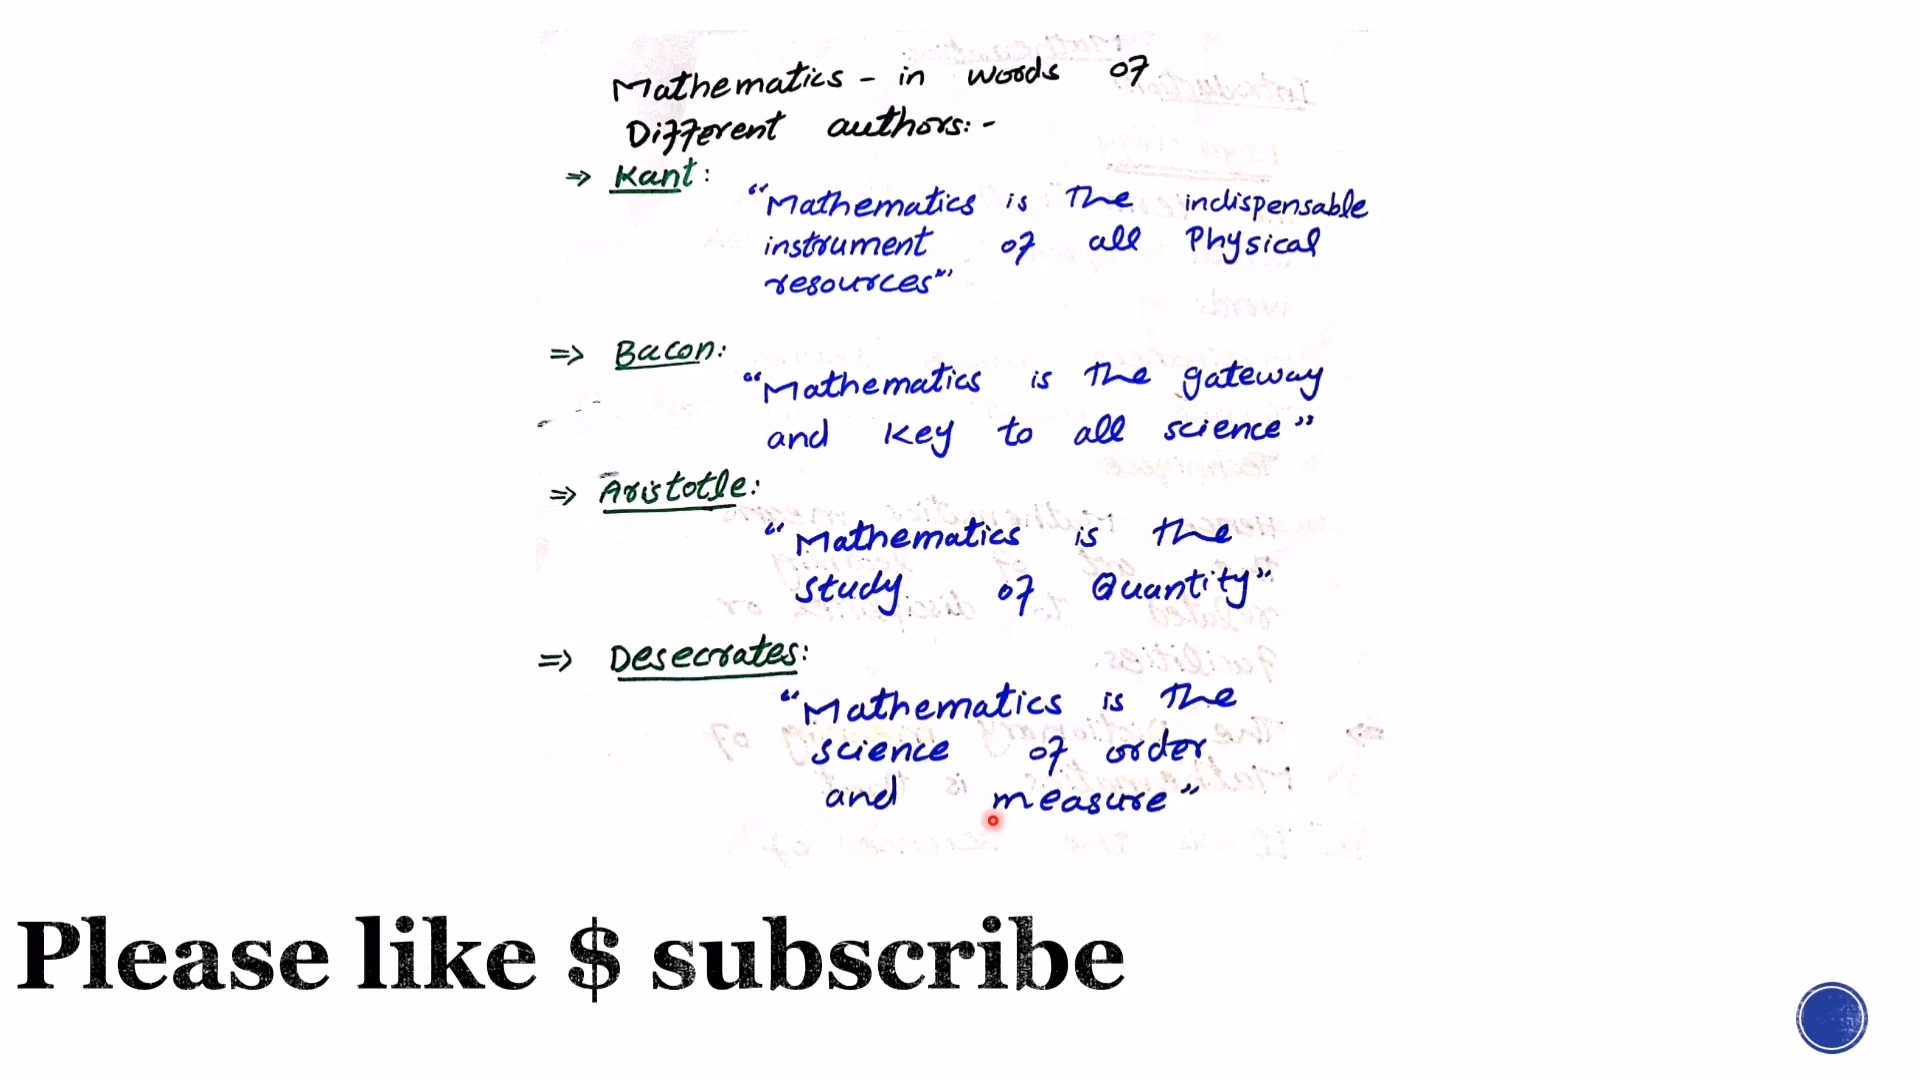 Mathematics - in words of
Different authors:-
⇒ Kant:
"Mathematics is the indispensable
instrument of all Physical
resources"
⇒ Bacon:
"Mathematics is the gateway
and key to all science"
⇒ Aristotle:
"Mathematics is the
study of Quantity"
⇒ Desecrates:
"Mathematics is the
science of order
and measure"
Please like $ subscribe